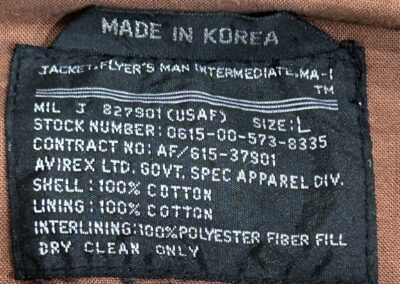 MADE IN KOREA
JACKET,FLYER'S MAN INTERMEDIATE,MA-1
TM
MIL J 827901(USAF) SIZE:L
STOCK NUMBER:0615-00-573-8335
CONTRACT NO:AF/615-37901
AVIREX LTD. GOVT. SPEC APPAREL DIV.
SHELL:100% COTTON
LINING:100% COTTON
INTERLINING:100%POLYESTER FIBER FILL
DRY CLEAN ONLY